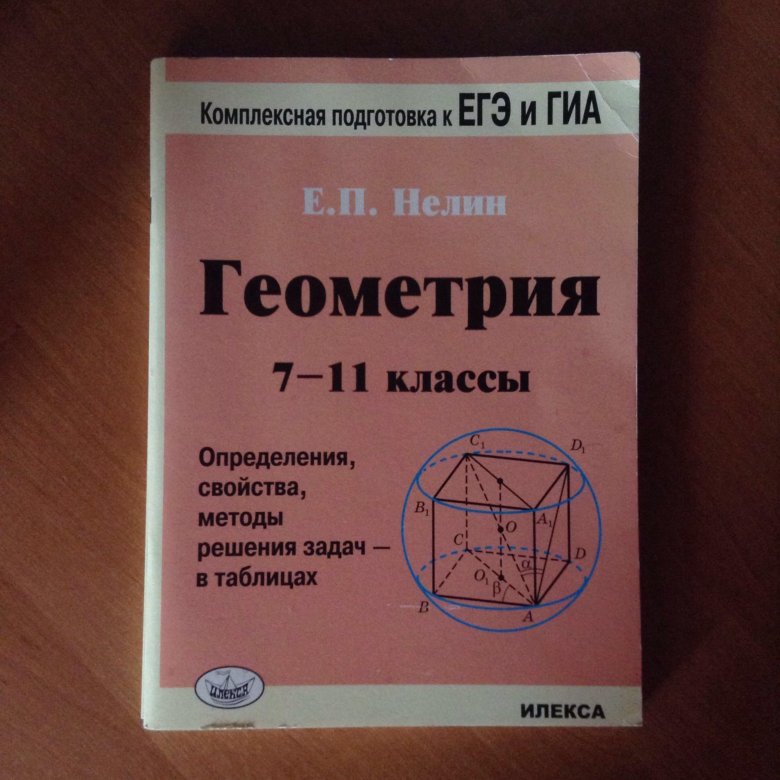 Комплексная подготовка к ЕГЭ и ГИА
Е.П. Нелин
Геометрия
7–11 классы
Определения,
свойства,
методы
решения задач –
в таблицах
C₁
D₁
B₁
A₁
O
C
D
O₁
α
β
B
A
ИЛЕКСА
ИЛЕКСА